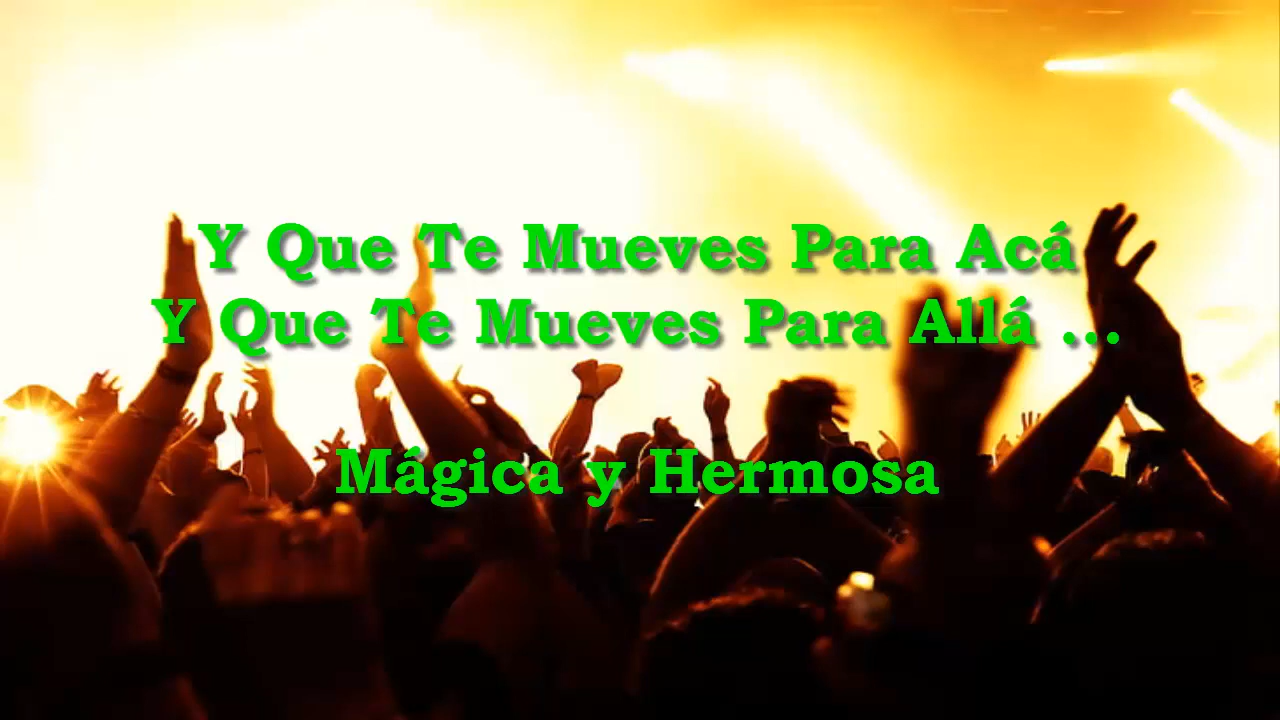 Y Que Te Mueves Para Acá
Y Que Te Mueves Para Allá ...
Mágica y Hermosa